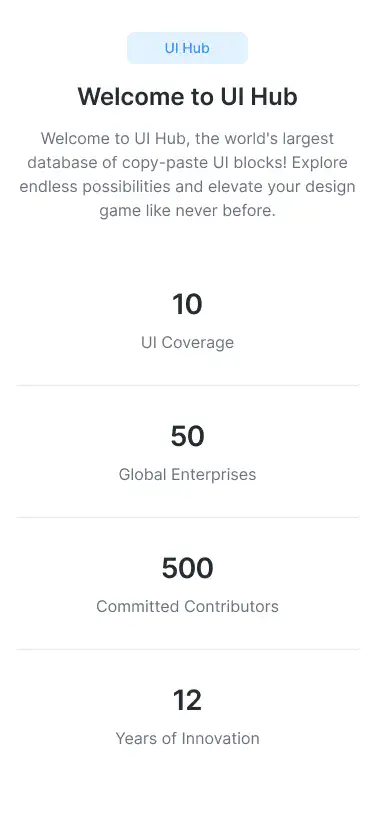 UI Hub
Welcome to UI Hub
Welcome to UI Hub, the world's largest
database of copy-paste UI blocks! Explore
endless possibilities and elevate your design
game like never before.
10
UI Coverage
50
Global Enterprises
500
Committed Contributors
12
Years of Innovation